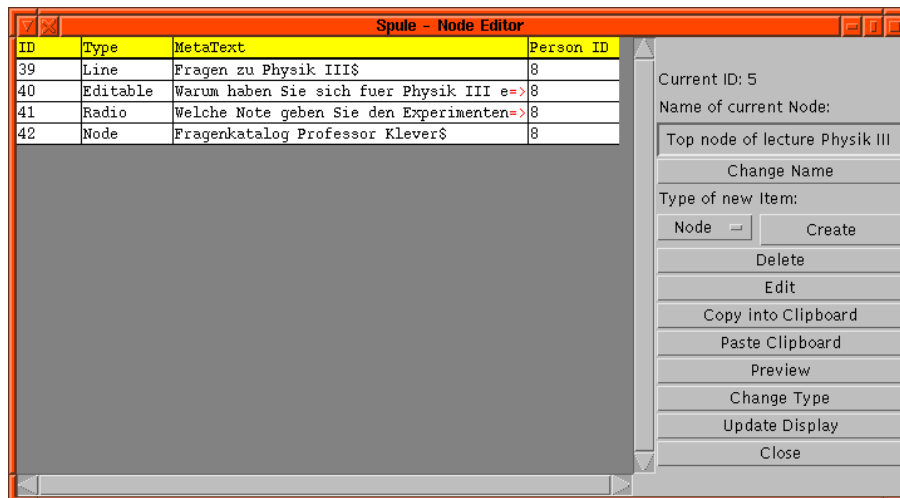 Spule - Node Editor
ID Type MetaText Person ID
39 Line Fragen zu Physik III$ 8
40 Editable Warum haben Sie sich fuer Physik III e=> 8
41 Radio Welche Note geben Sie den Experimenten=> 8
42 Node Fragenkatalog Professor Klever$ 8
Current ID: 5
Name of current Node:
Top node of lecture Physik III
Change Name
Type of new Item:
Node Create
Delete
Edit
Copy into Clipboard
Paste Clipboard
Preview
Change Type
Update Display
Close